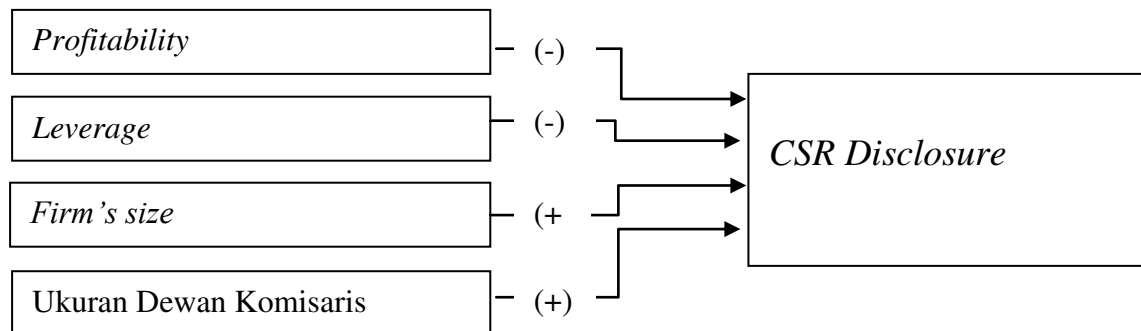 Profitability (-)
Leverage (-)
CSR Disclosure
Firm’s size (+
Ukuran Dewan Komisaris (+)